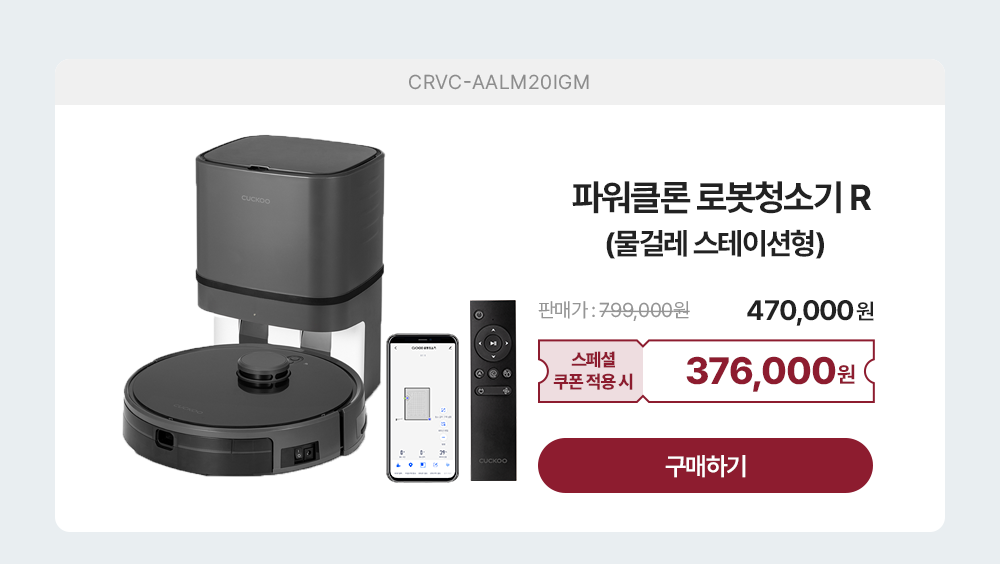 CRVC-AALM20IGM
CUCKOO
파워클론 로봇청소기 R
(물걸레 스테이션형)
판매가 : 799,000원
470,000 원
스페셜
쿠폰 적용 시
376,000원
CUCKOO
구매하기